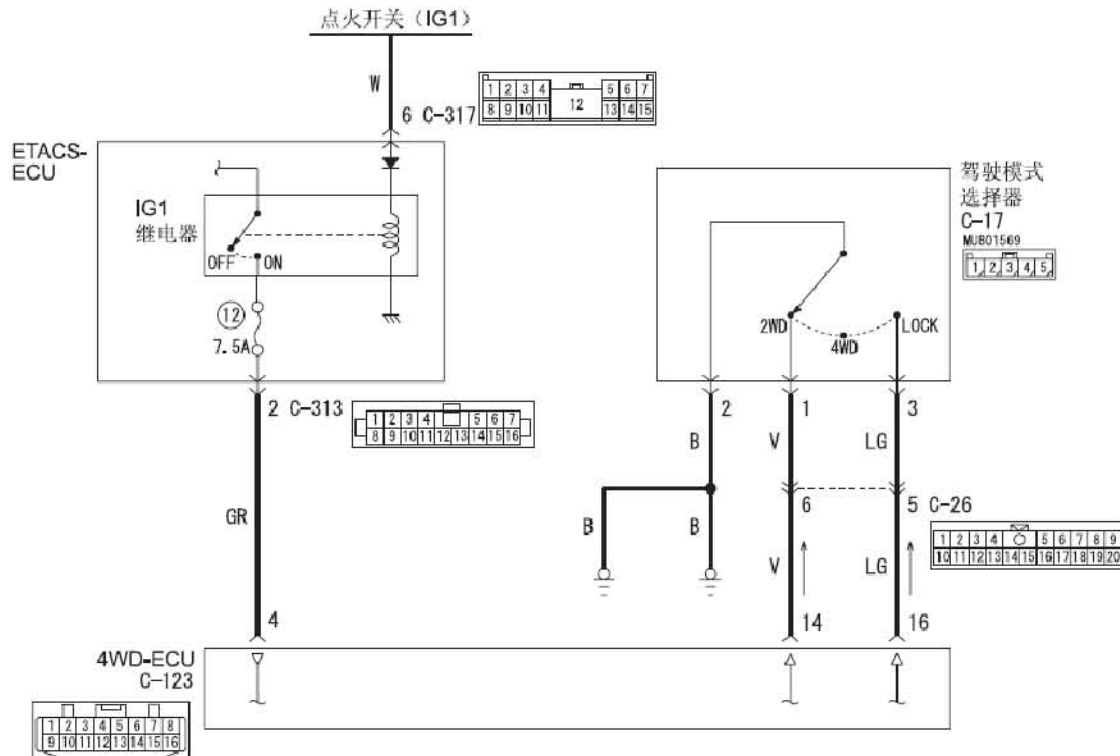 点火开关（IG1）
W
6 C-317
1 2 3 4 5 6 7
8 9 10 11 12 13 14 15
ETACS-
ECU
IG1
继电器
OFF ON
12
7.5A
2 C-313
1 2 3 4 5 6 7
8 9 10 11 12 13 14 15 16
GR
4
驾驶模式
选择器
C-17
MU801569
1 2 3 4 5
2WD
4WD
LOCK
2 1 3
B V LG
6 5 C-26
1 2 3 4 5 6 7 8 9
10 11 12 13 14 15 16 17 18 19 20
B B V LG
14 16
4WD-ECU
C-123
1 2 3 4 5 6 7 8
9 10 11 12 13 14 15 16